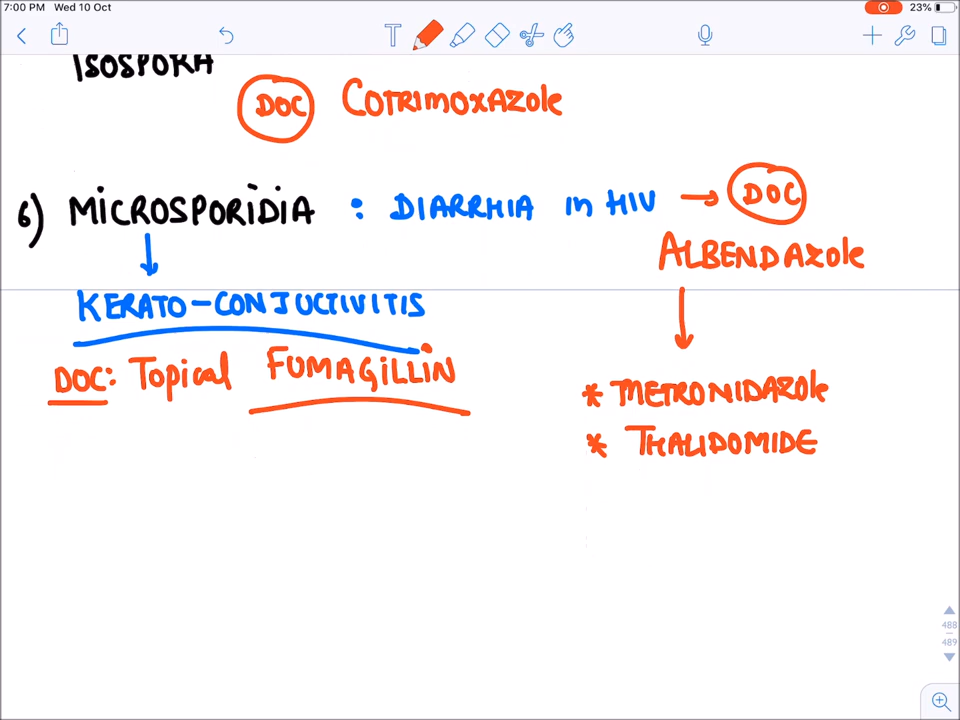 7:00 PM Wed 10 Oct
23%
T
ISOSPORA
DOC COTRIMOXAZOLE
6) MICROSPORIDIA : DIARRHIA in HIV → DOC
ALBENDAZOLE
KERATO-CONJUCTIVITIS
DOC: Topical FUMAGILLIN
* METRONIDAZOLE
* THALIDOMIDE
488
489